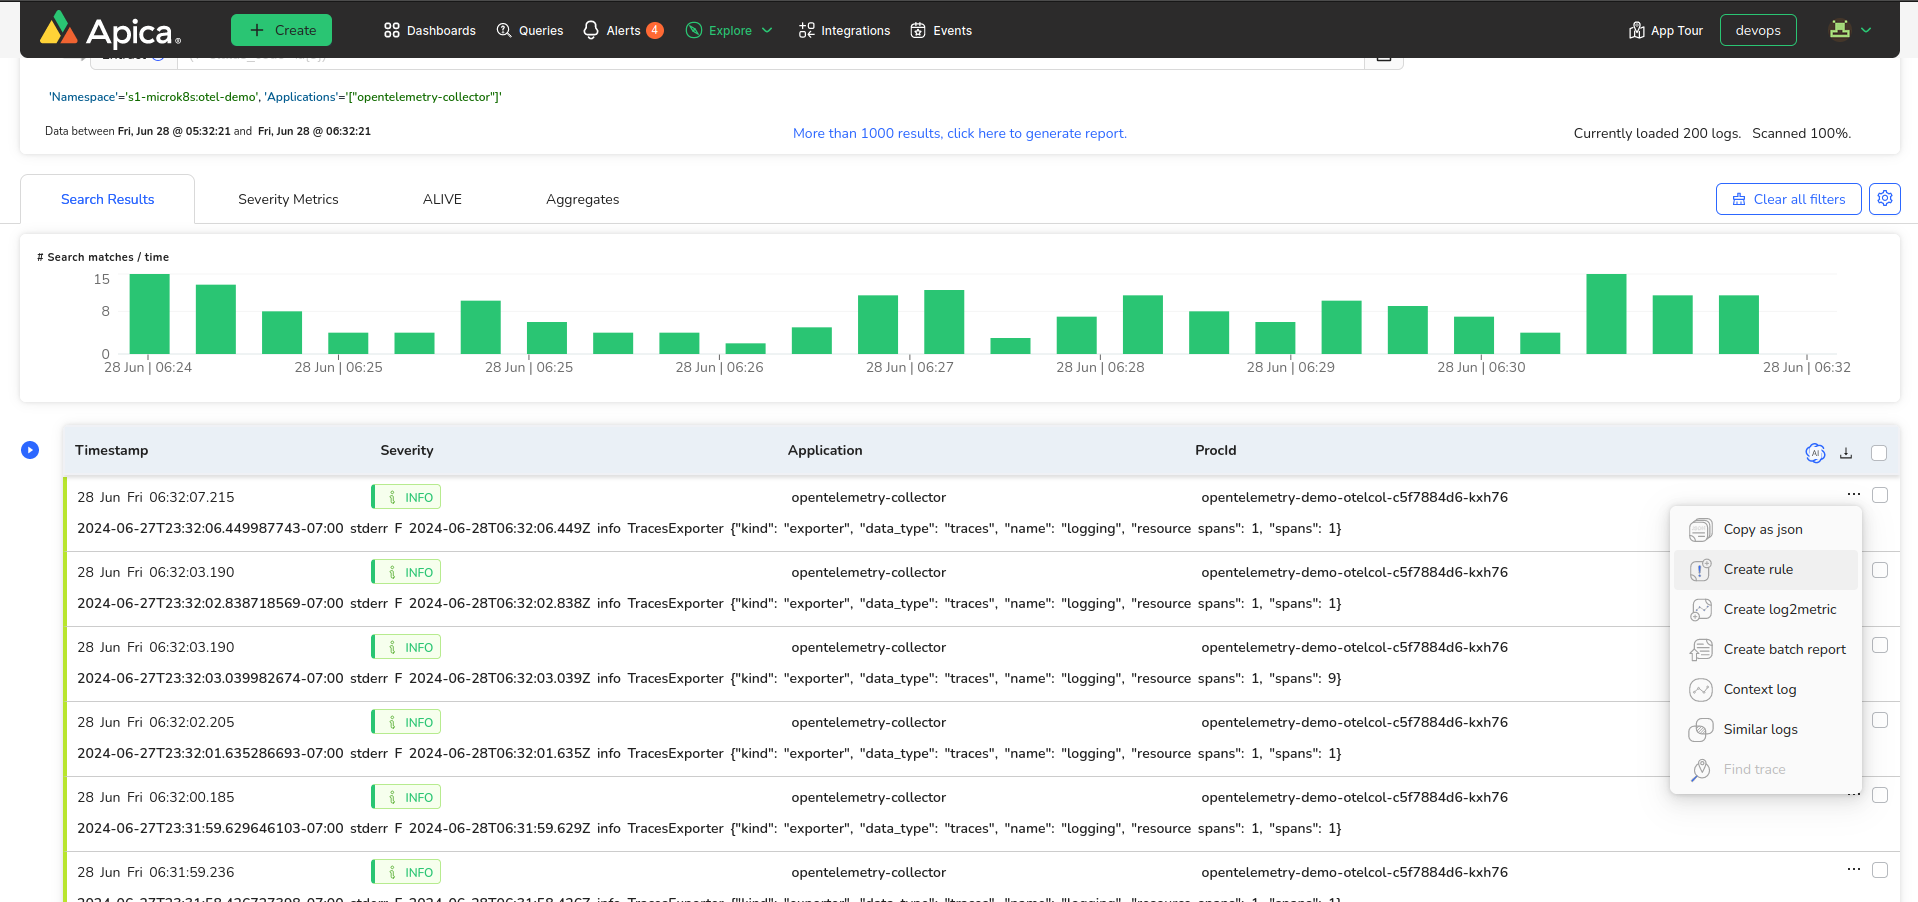 Apica
Create
Dashboards
Queries
Alerts 4
Explore
Integrations
Events
App Tour
devops
'Namespace'='s1-microk8s:otel-demo', 'Applications'='["opentelemetry-collector"]'
Data between Fri, Jun 28 @ 05:32:21 and Fri, Jun 28 @ 06:32:21
More than 1000 results, click here to generate report.
Currently loaded 200 logs. Scanned 100%.
Search Results
Severity Metrics
ALIVE
Aggregates
Clear all filters
# Search matches / time
15
8
0
28 Jun | 06:24
28 Jun | 06:25
28 Jun | 06:25
28 Jun | 06:26
28 Jun | 06:27
28 Jun | 06:28
28 Jun | 06:29
28 Jun | 06:30
28 Jun | 06:32
Timestamp Severity Application ProcId AI
28 Jun Fri 06:32:07.215 INFO opentelemetry-collector opentelemetry-demo-otelcol-c5f7884d6-kxh76 ...
2024-06-27T23:32:06.449987743-07:00 stderr F 2024-06-28T06:32:06.449Z info TracesExporter {"kind": "exporter", "data_type": "traces", "name": "logging", "resource spans": 1, "spans": 1}
28 Jun Fri 06:32:03.190 INFO opentelemetry-collector opentelemetry-demo-otelcol-c5f7884d6-kxh76
2024-06-27T23:32:02.838718569-07:00 stderr F 2024-06-28T06:32:02.838Z info TracesExporter {"kind": "exporter", "data_type": "traces", "name": "logging", "resource spans": 1, "spans": 1}
28 Jun Fri 06:32:03.190 INFO opentelemetry-collector opentelemetry-demo-otelcol-c5f7884d6-kxh76
2024-06-27T23:32:03.039982674-07:00 stderr F 2024-06-28T06:32:03.039Z info TracesExporter {"kind": "exporter", "data_type": "traces", "name": "logging", "resource spans": 1, "spans": 9}
28 Jun Fri 06:32:02.205 INFO opentelemetry-collector opentelemetry-demo-otelcol-c5f7884d6-kxh76
2024-06-27T23:32:01.635286693-07:00 stderr F 2024-06-28T06:32:01.635Z info TracesExporter {"kind": "exporter", "data_type": "traces", "name": "logging", "resource spans": 1, "spans": 1}
28 Jun Fri 06:32:00.185 INFO opentelemetry-collector opentelemetry-demo-otelcol-c5f7884d6-kxh76
2024-06-27T23:31:59.629646103-07:00 stderr F 2024-06-28T06:31:59.629Z info TracesExporter {"kind": "exporter", "data_type": "traces", "name": "logging", "resource spans": 1, "spans": 1}
28 Jun Fri 06:31:59.236 INFO opentelemetry-collector opentelemetry-demo-otelcol-c5f7884d6-kxh76 ...
Copy as json
Create rule
Create log2metric
Create batch report
Context log
Similar logs
Find trace